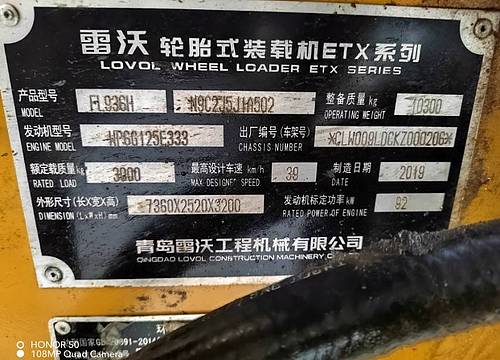 雷沃 轮胎式装载机ETX系列
LOVOL WHEEL LOADER ETX SERIES
产品型号 FL936H N9C2J5J1A502 整备质量 kg 10300
MODEL OPERATING WEIGHT
发动机型号 WP6G125E333 出厂编号(车架号)
ENGINE MODEL CHASSIS NUMBER
额定载质量 kg 3000 最高设计车速 km/h 39 制造日期 2019
RATED LOAD MAX·DESIGNE· SPEED DATE
外形尺寸(长X宽X高) 7360X2520X3200 发动机标定功率 kW 92
DIMENSION (LxWxH)mm RATED POWER OF ENGINE
青岛雷沃工程机械有限公司
QINGDAO LOVOL CONSTRUCTION MACHINERY CO.
环
HONOR 50
108MP Quad Camera